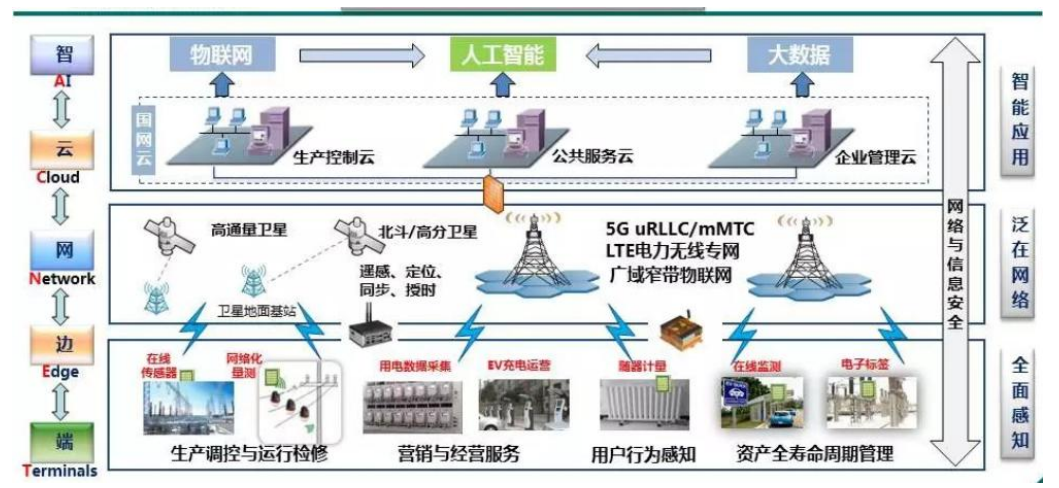 智
AI
云
Cloud
网
Network
边
Edge
端
Terminals
物联网
人工智能
大数据
国网云
生产控制云
公共服务云
企业管理云
高通量卫星
北斗/高分卫星
遥感、定位、
同步、授时
卫星地面基站
5G uRLLC/mMTC
LTE电力无线专网
广域窄带物联网
在线
传感器
网络化
量测
用电数据采集
EV充电运营
随器计量
在线监测
电子标签
生产调控与运行检修
营销与经营服务
用户行为感知
资产全寿命周期管理
网络与信息安全
智能应用
泛在网络
全面感知